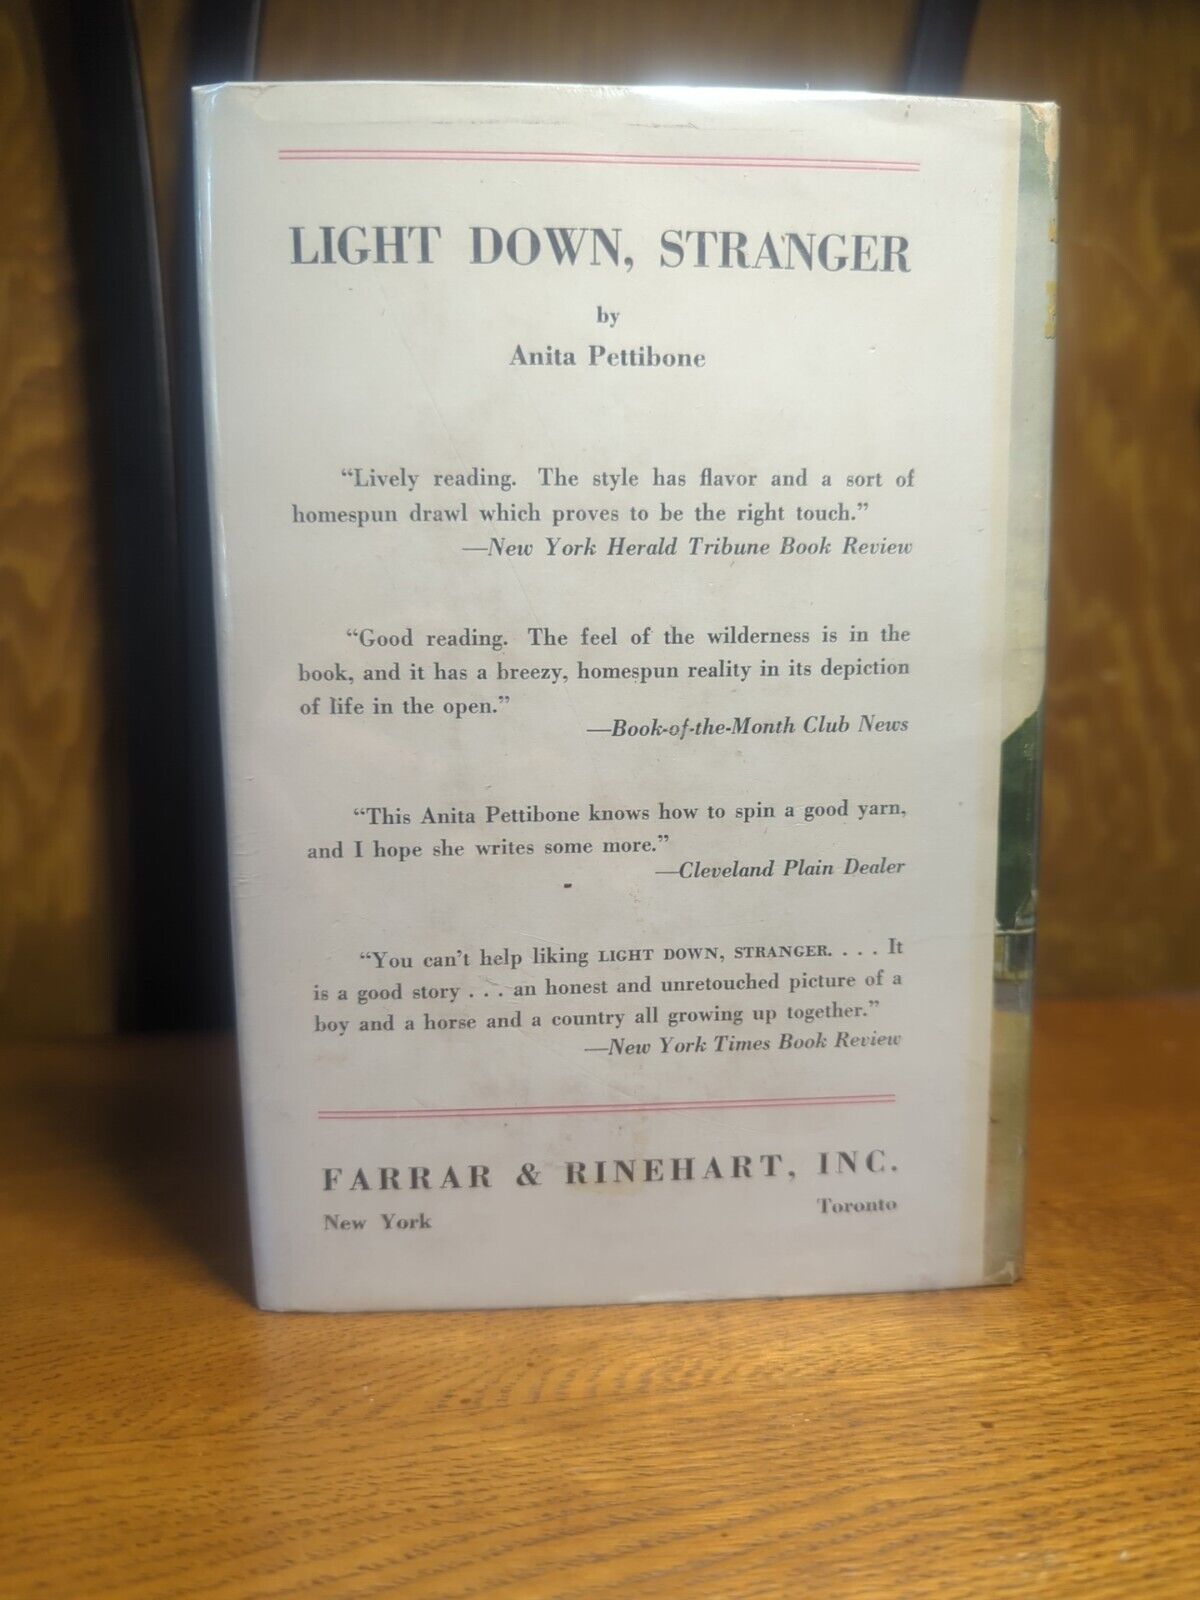 LIGHT DOWN, STRANGER
by
Anita Pettibone
“Lively reading. The style has flavor and a sort of
homespun drawl which proves to be the right touch.”
—New York Herald Tribune Book Review
“Good reading. The feel of the wilderness is in the
book, and it has a breezy, homespun reality in its depiction
of life in the open.”
—Book-of-the-Month Club News
“This Anita Pettibone knows how to spin a good yarn,
and I hope she writes some more.”
—Cleveland Plain Dealer
“You can’t help liking LIGHT DOWN, STRANGER. . . . It
is a good story . . . an honest and unretouched picture of a
boy and a horse and a country all growing up together.”
—New York Times Book Review
FARRAR & RINEHART, INC.
New York Toronto